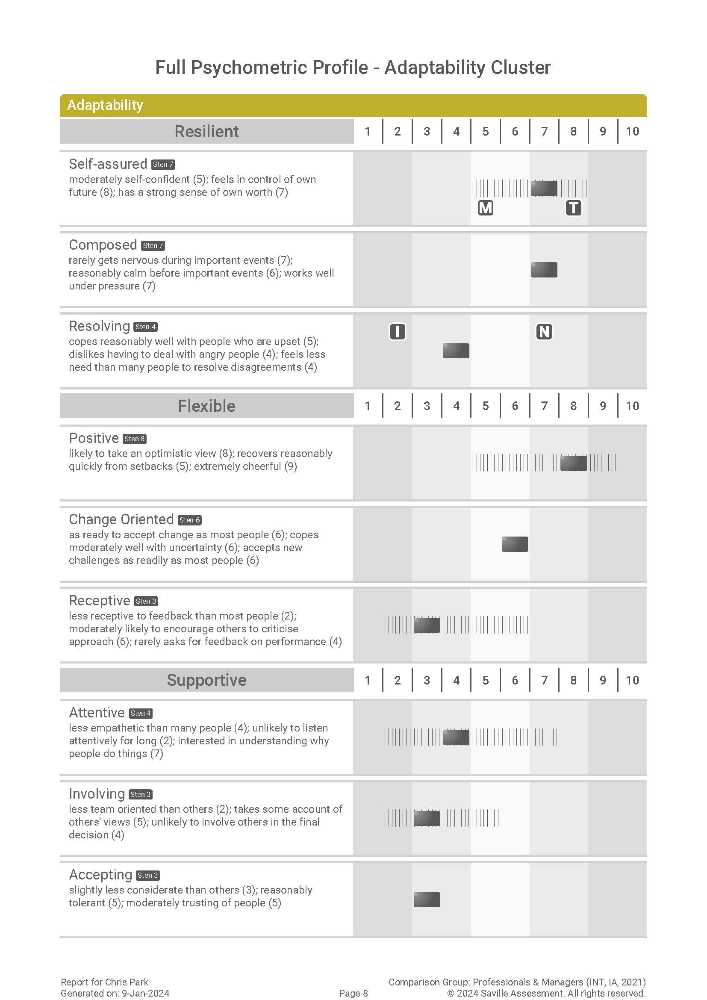 Full Psychometric Profile - Adaptability Cluster
Adaptability
Resilient 1 2 3 4 5 6 7 8 9 10
Self-assured Sten 7
moderately self-confident (5); feels in control of own
future (8); has a strong sense of own worth (7)
M T
Composed Sten 7
rarely gets nervous during important events (7);
reasonably calm before important events (6); works well
under pressure (7)
Resolving Sten 4 I N
copes reasonably well with people who are upset (5);
dislikes having to deal with angry people (4); feels less
need than many people to resolve disagreements (4)
Flexible 1 2 3 4 5 6 7 8 9 10
Positive Sten 8
likely to take an optimistic view (8); recovers reasonably
quickly from setbacks (5); extremely cheerful (9)
Change Oriented Sten 6
as ready to accept change as most people (6); copes
moderately well with uncertainty (6); accepts new
challenges as readily as most people (6)
Receptive Sten 3
less receptive to feedback than most people (2);
moderately likely to encourage others to criticise
approach (6); rarely asks for feedback on performance (4)
Supportive 1 2 3 4 5 6 7 8 9 10
Attentive Sten 4
less empathetic than many people (4); unlikely to listen
attentively for long (2); interested in understanding why
people do things (7)
Involving Sten 3
less team oriented than others (2); takes some account of
others' views (5); unlikely to involve others in the final
decision (4)
Accepting Sten 3
slightly less considerate than others (3); reasonably
tolerant (5); moderately trusting of people (5)
Report for Chris Park Comparison Group: Professionals & Managers (INT, IA, 2021)
Generated on: 9-Jan-2024 Page 8 © 2024 Saville Assessment. All rights reserved.